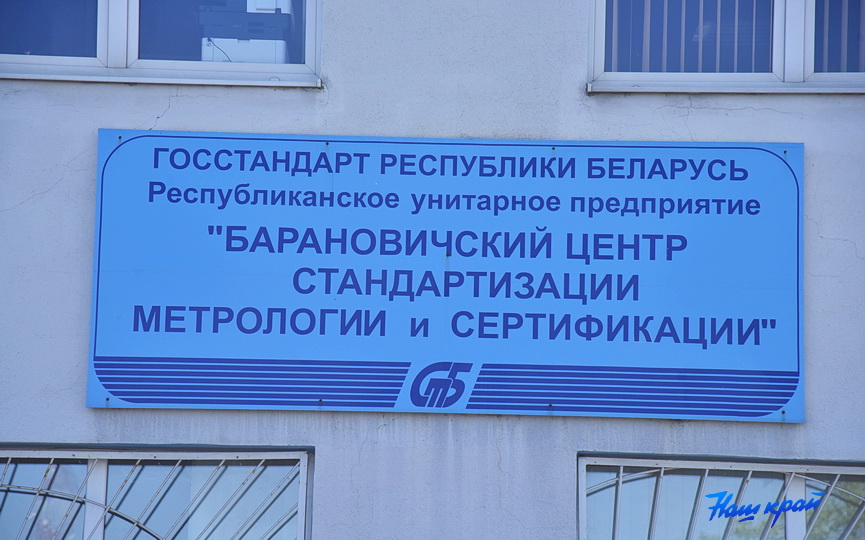 ГОССТАНДАРТ РЕСПУБЛИКИ БЕЛАРУСЬ
Республиканское унитарное предприятие
"БАРАНОВИЧСКИЙ ЦЕНТР
СТАНДАРТИЗАЦИИ
МЕТРОЛОГИИ и СЕРТИФИКАЦИИ"
СТБ
Наш край